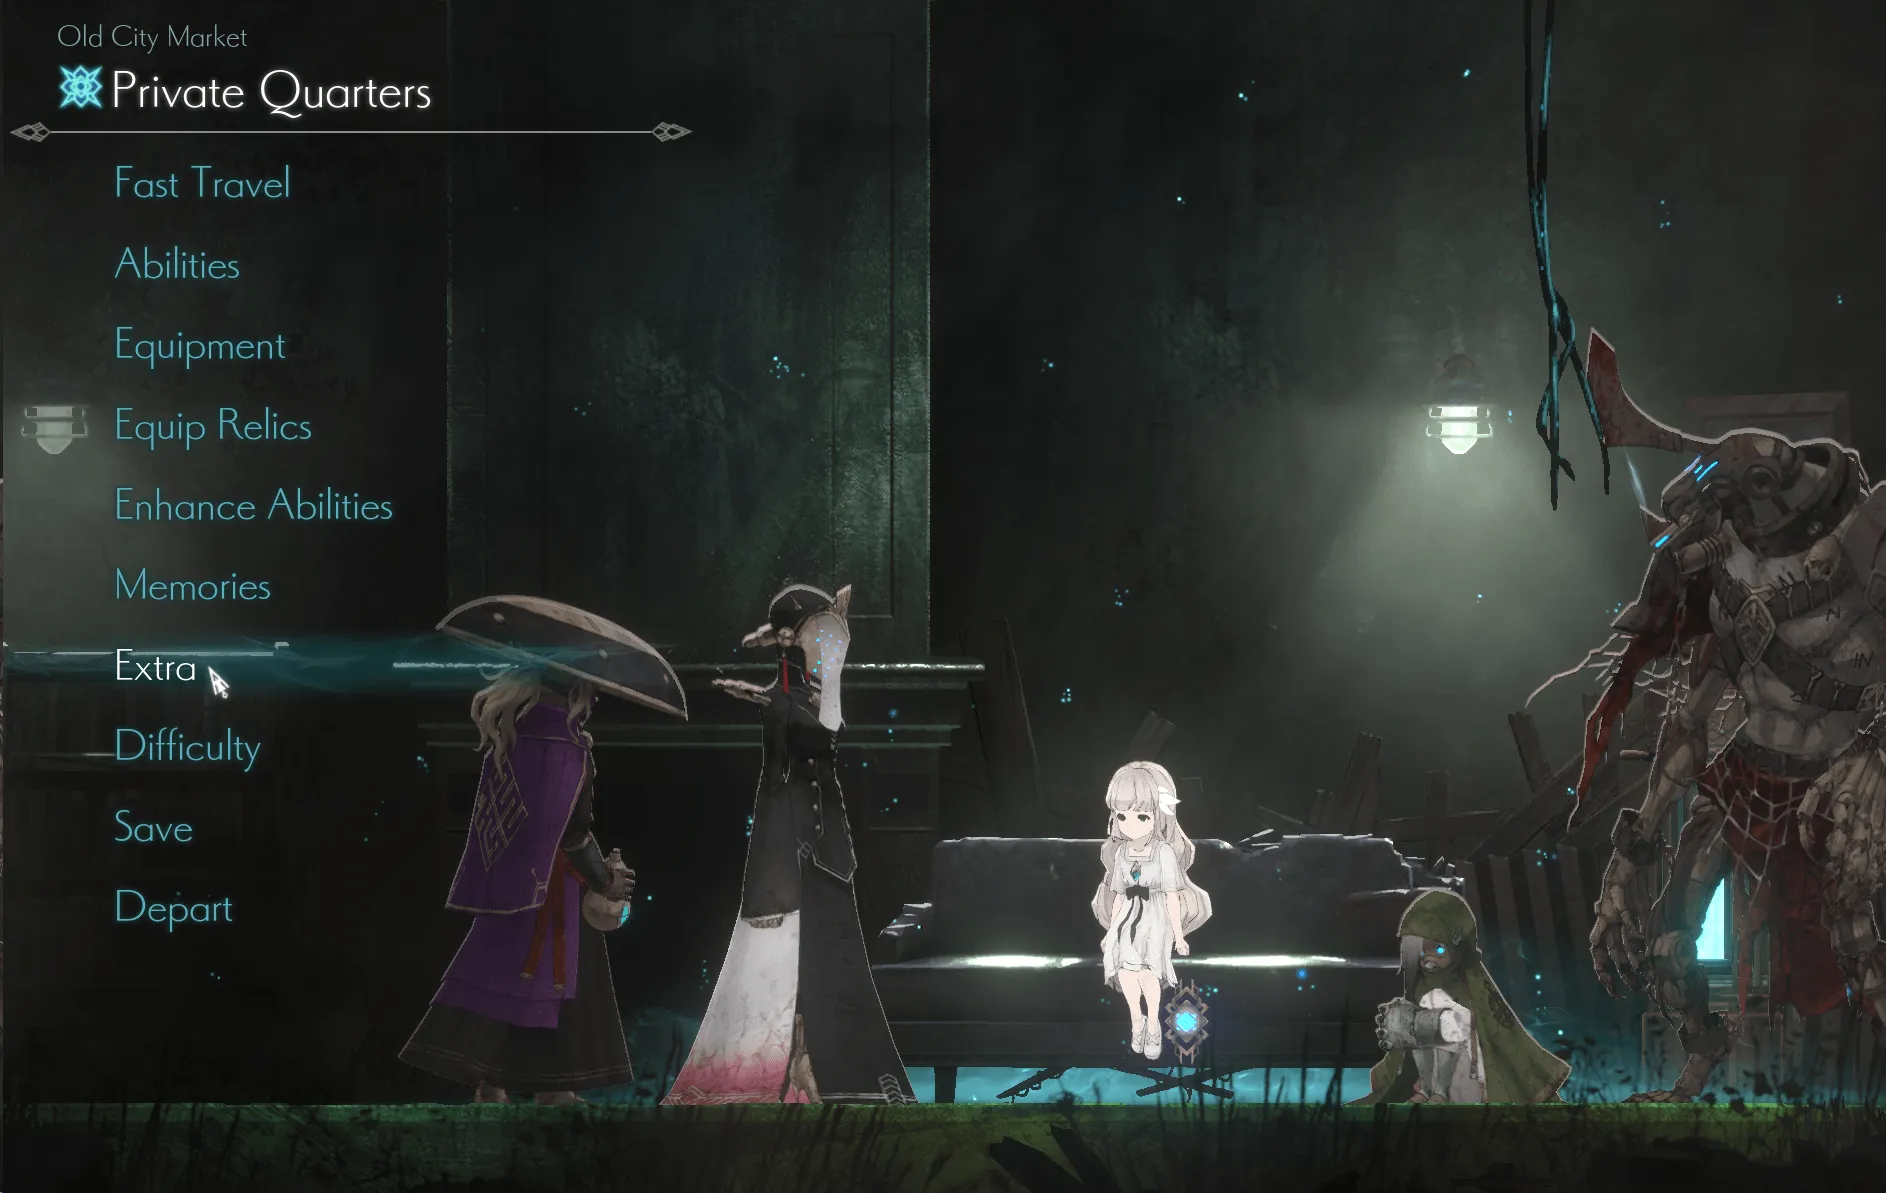 Old City Market
Private Quarters
Fast Travel
Abilities
Equipment
Equip Relics
Enhance Abilities
Memories
Extra
Difficulty
Save
Depart